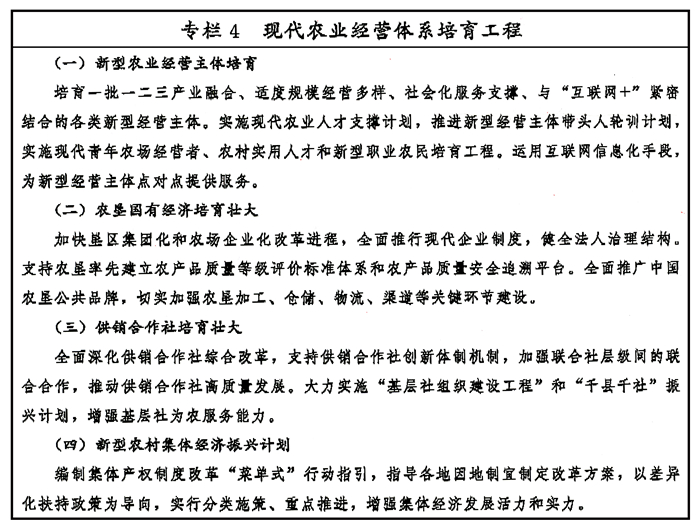 专栏 4 现代农业经营体系培育工程
（一）新型农业经营主体培育
培育一批一二三产业融合、适度规模经营多样、社会化服务支撑、与“互联网+”紧密
结合的各类新型经营主体。实施现代农业人才支撑计划，推进新型经营主体带头人轮训计划，
实施现代青年农场经营者、农村实用人才和新型职业农民培育工程。运用互联网信息化手段，
为新型经营主体点对点提供服务。
（二）农垦国有经济培育壮大
加快垦区集团化和农场企业化改革进程，全面推行现代企业制度，健全法人治理结构。
支持农垦率先建立农产品质量等级评价标准体系和农产品质量安全追溯平台。全面推广中国
农垦公共品牌，切实加强农垦加工、仓储、物流、渠道等关键环节建设。
（三）供销合作社培育壮大
全面深化供销合作社综合改革，支持供销合作社创新体制机制，加强联合社层级间的联
合合作，推动供销合作社高质量发展。大力实施“基层社组织建设工程”和“千县千社”振
兴计划，增强基层社为农服务能力。
（四）新型农村集体经济振兴计划
编制集体产权制度改革“菜单式”行动指引，指导各地因地制宜制定改革方案，以差异
化扶持政策为导向，实行分类施策、重点推进，增强集体经济发展活力和实力。